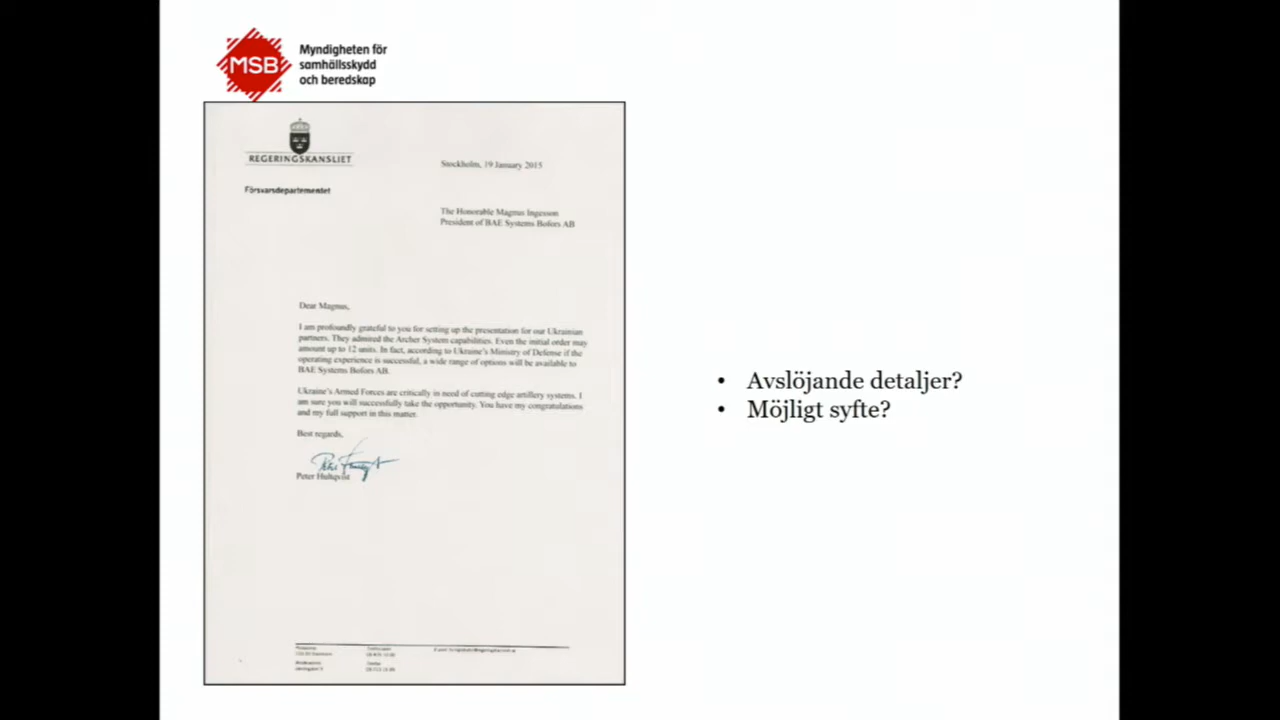 MSB
Myndigheten för
samhällsskydd
och beredskap
REGERINGSKANSLIET
Försvarsdepartementet
Stockholm, 19 January 2015
The Honorable Magnus Ingesson
President of BAE Systems Bofors AB
Dear Magnus,
I am profoundly grateful to you for setting up the presentation for our Ukrainian
partners. They admired the Archer System capabilities. Even the initial order may
amount up to 12 units. In fact, according to Ukraine's Ministry of Defense if the
operating experience is successful, a wide range of options will be available to
BAE Systems Bofors AB.
Ukraine's Armed Forces are critically in need of cutting edge artillery systems. I
am sure you will successfully take the opportunity. You have my congratulations
and my full support in this matter.
Best regards,
Peter Hultqvist
• Avslöjande detaljer?
• Möjligt syfte?